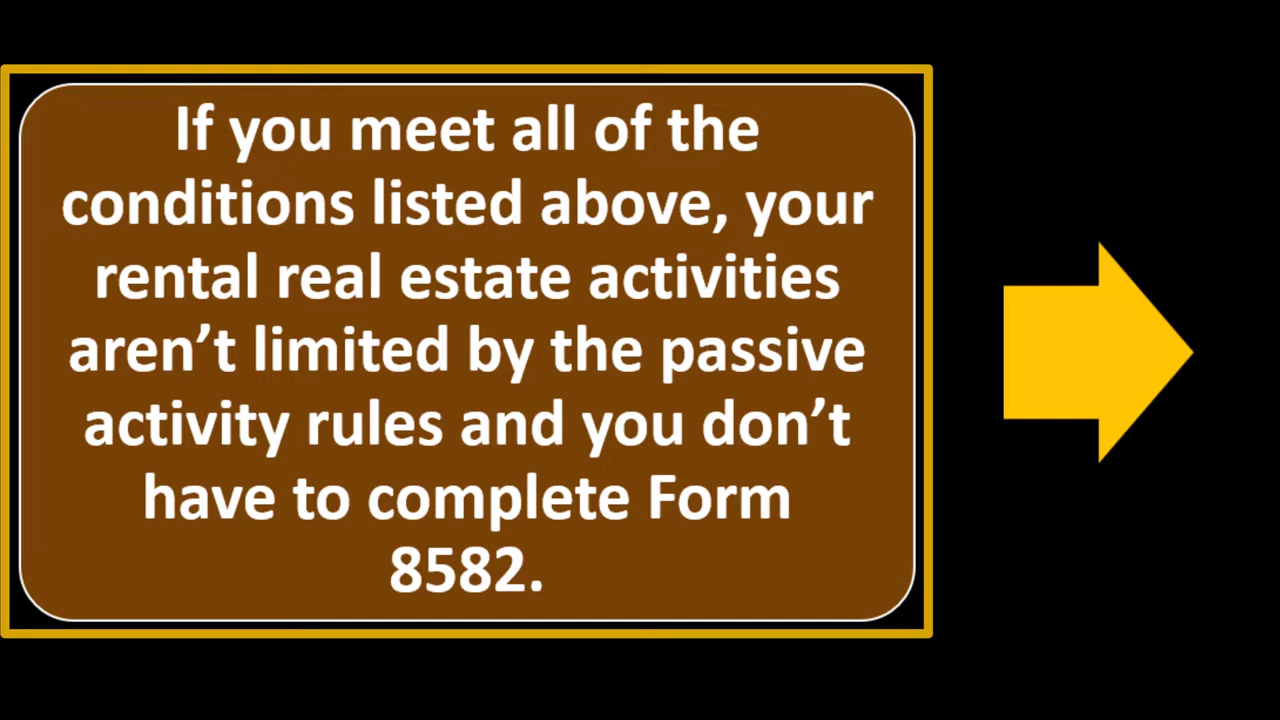 If you meet all of the
conditions listed above, your
rental real estate activities
aren’t limited by the passive
activity rules and you don’t
have to complete Form
8582.